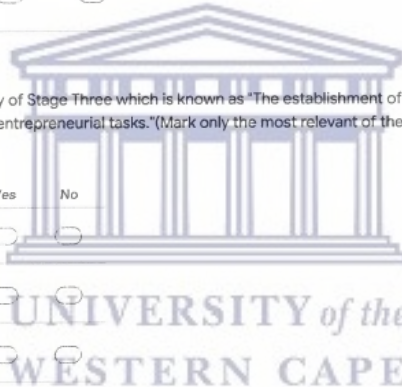 y of Stage Three which is known as "The establishment of
entrepreneurial tasks."(Mark only the most relevant of the
es No
UNIVERSITY of the
WESTERN CAPE